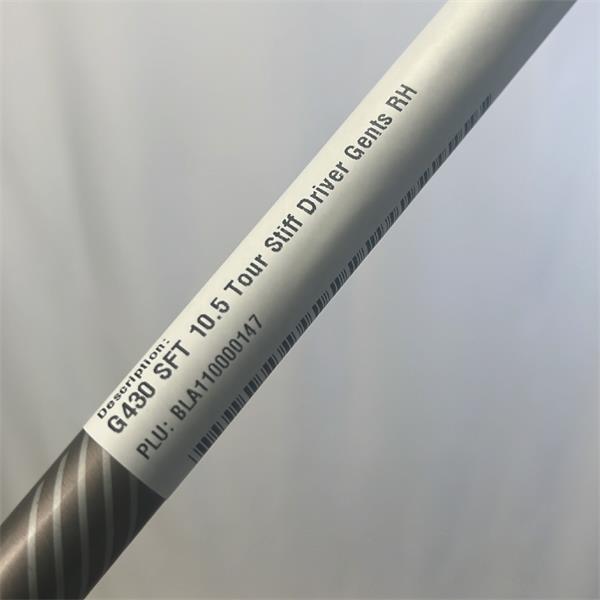 Description:
G430 SFT 10.5 Tour Stiff Driver Gents RH
PLU: BLA110000147